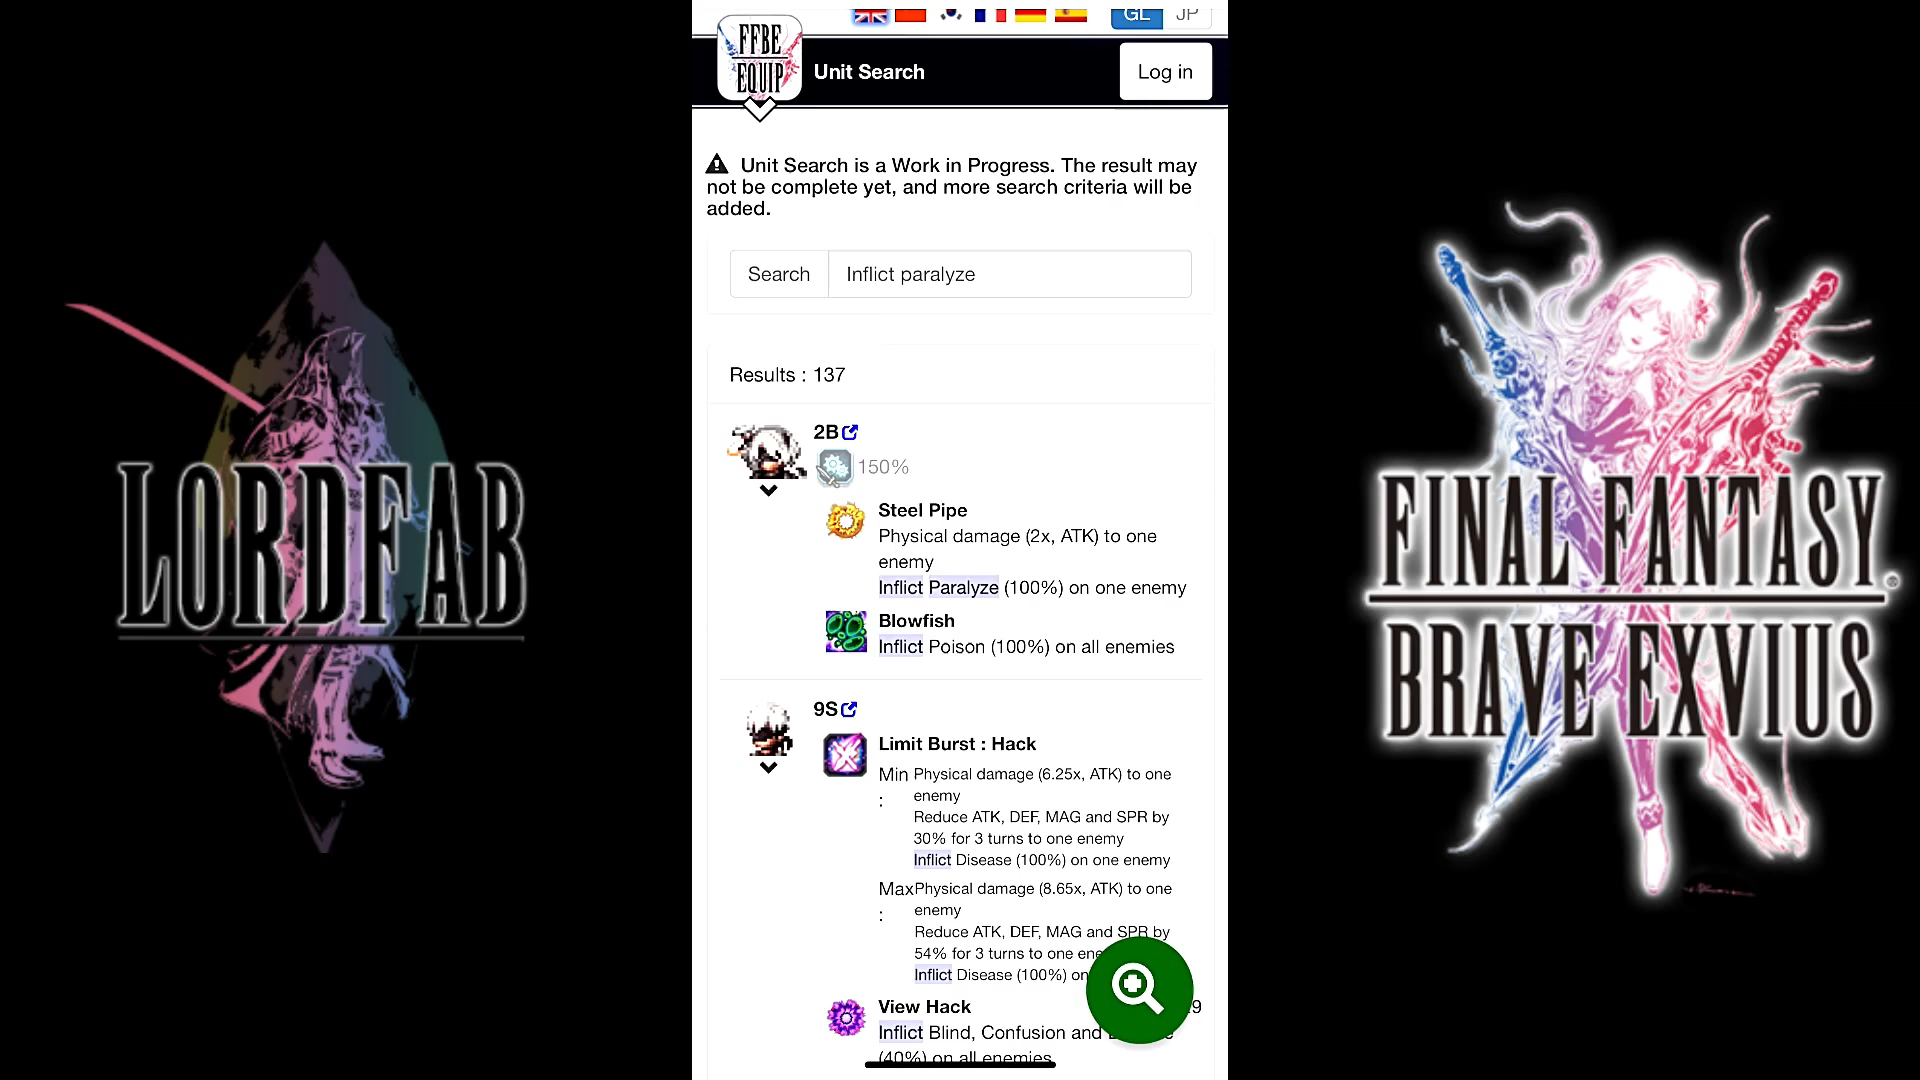 GL JP
FFBE
EQUIP
Unit Search
Log in
Unit Search is a Work in Progress. The result may
not be complete yet, and more search criteria will be
added.
Search Inflict paralyze
Results : 137
2B
150%
Steel Pipe
Physical damage (2x, ATK) to one
enemy
Inflict Paralyze (100%) on one enemy
Blowfish
Inflict Poison (100%) on all enemies
9S
Limit Burst : Hack
Min Physical damage (6.25x, ATK) to one
: enemy
Reduce ATK, DEF, MAG and SPR by
30% for 3 turns to one enemy
Inflict Disease (100%) on one enemy
Max Physical damage (8.65x, ATK) to one
: enemy
Reduce ATK, DEF, MAG and SPR by
54% for 3 turns to one
Inflict Disease (100%) on
View Hack 9
Inflict Blind, Confusion and
(40%) on all enemies
LORDFAB
FINAL FANTASY®
BRAVE EXVIUS